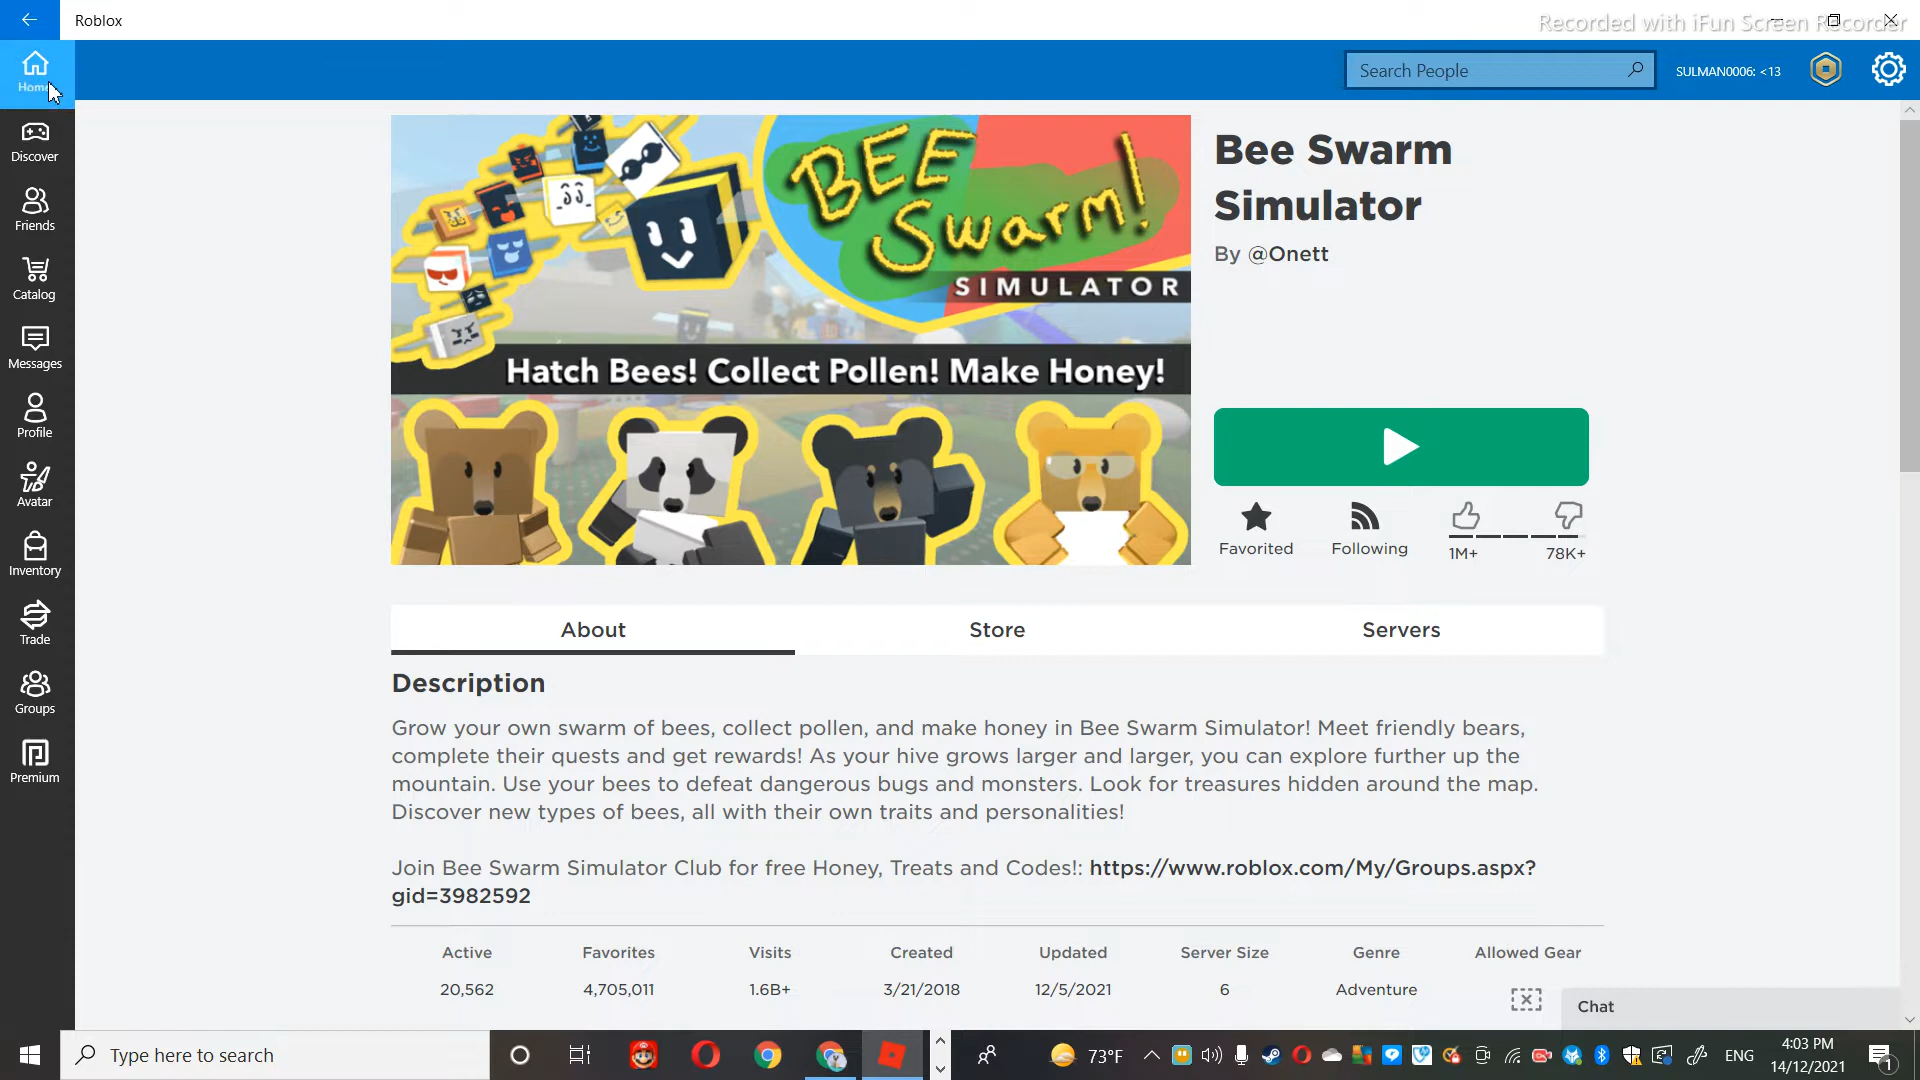 Roblox
Recorded with iFun Screen Recorder
Home
Search People
SULMAN0006: <13
Discover
Friends
Catalog
Messages
Profile
Avatar
Inventory
Trade
Groups
Premium
BEE
Swarm!
SIMULATOR
Hatch Bees! Collect Pollen! Make Honey!
Bee Swarm
Simulator
By @Onett
Favorited
Following
1M+
78K+
About
Store
Servers
Description
Grow your own swarm of bees, collect pollen, and make honey in Bee Swarm Simulator! Meet friendly bears,
complete their quests and get rewards! As your hive grows larger and larger, you can explore further up the
mountain. Use your bees to defeat dangerous bugs and monsters. Look for treasures hidden around the map.
Discover new types of bees, all with their own traits and personalities!
Join Bee Swarm Simulator Club for free Honey, Treats and Codes!: https://www.roblox.com/My/Groups.aspx?
gid=3982592
Active Favorites Visits Created Updated Server Size Genre Allowed Gear
20,562 4,705,011 1.6B+ 3/21/2018 12/5/2021 6 Adventure
Chat
Type here to search
73°F
ENG
4:03 PM
14/12/2021
1